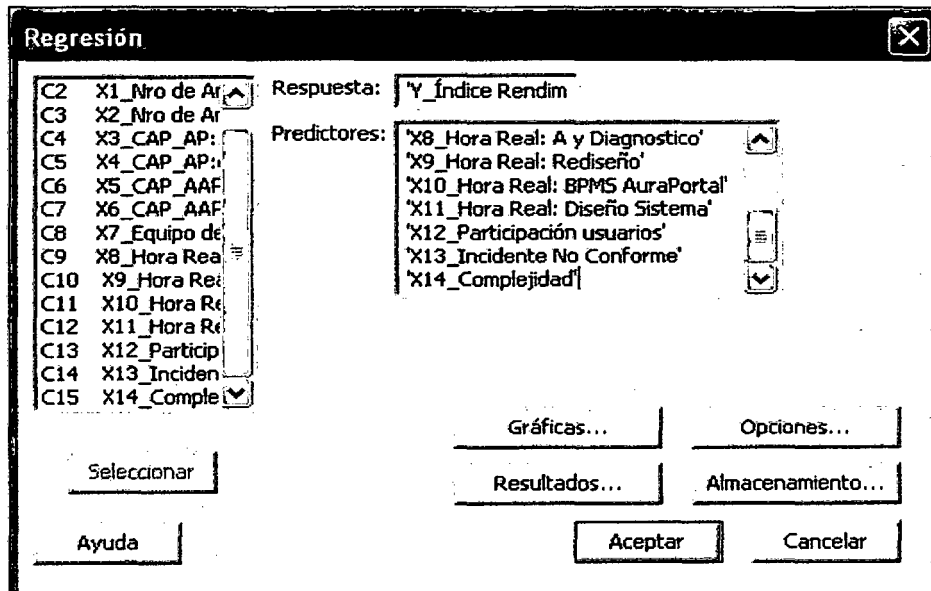 Regresión
C2 X1_Nro de Ar
C3 X2_Nro de Ar
C4 X3_CAP_AP:
C5 X4_CAP_AP:
C6 X5_CAP_AAF
C7 X6_CAP_AAF
C8 X7_Equipo de
C9 X8_Hora Rea
C10 X9_Hora Rea
C11 X10_Hora Re
C12 X11_Hora Re
C13 X12_Particip
C14 X13_Inciden
C15 X14_Comple
Respuesta: 'Y_Índice Rendim
Predictores: 'X8_Hora Real: A y Diagnostico'
'X9_Hora Real: Rediseño'
'X10_Hora Real: BPMS AuraPortal'
'X11_Hora Real: Diseño Sistema'
'X12_Participación usuarios'
'X13_Incidente No Conforme'
'X14_Complejidad'
Gráficas... Opciones...
Seleccionar
Resultados... Almacenamiento...
Ayuda Aceptar Cancelar